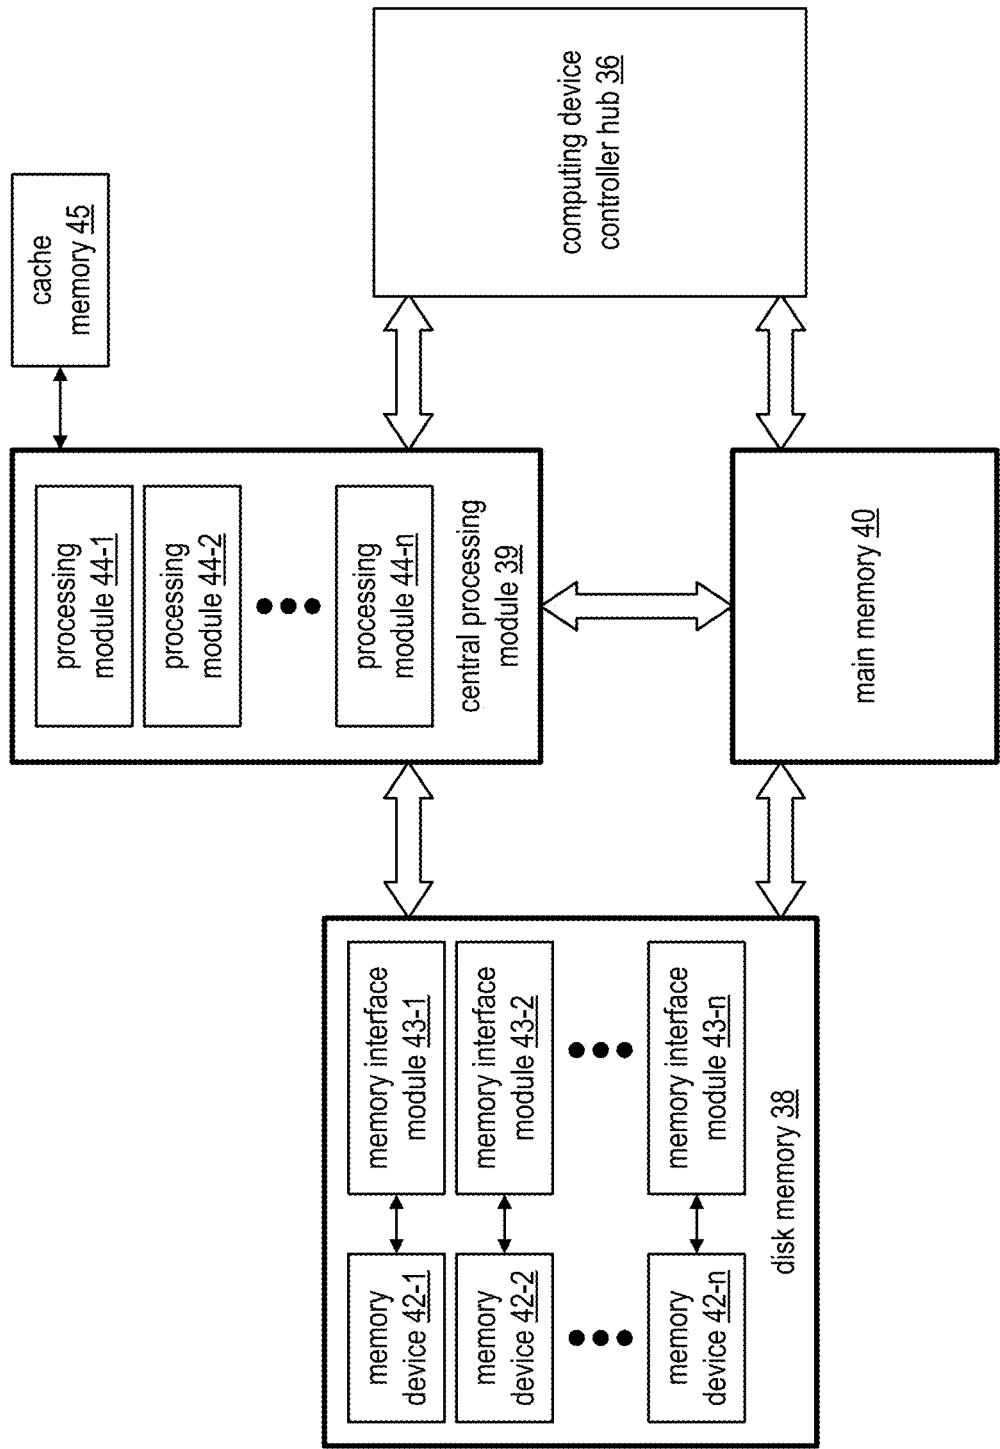 memory
device 42-1
memory interface
module 43-1
memory
device 42-2
memory interface
module 43-2
memory
device 42-n
memory interface
module 43-n
disk memory 38
processing
module 44-1
processing
module 44-2
processing
module 44-n
central processing
module 39
main memory 40
cache
memory 45
computing device
controller hub 36